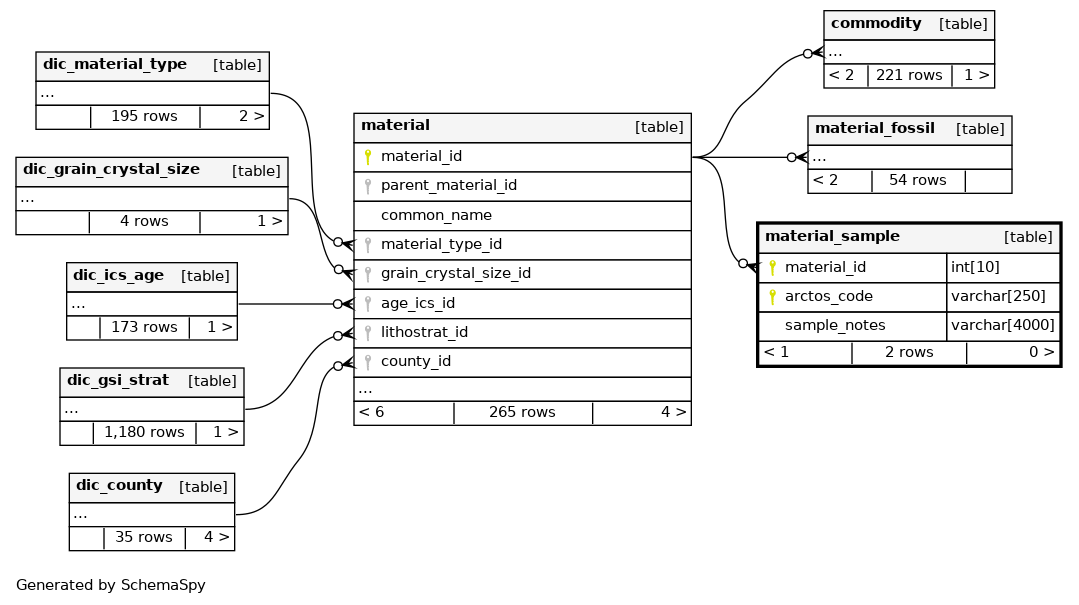 dic_material_type [table]
...
195 rows 2 >
dic_grain_crystal_size [table]
...
4 rows 1 >
dic_ics_age [table]
...
173 rows 1 >
dic_gsi_strat [table]
...
1,180 rows 1 >
dic_county [table]
...
35 rows 4 >
material [table]
material_id
parent_material_id
common_name
material_type_id
grain_crystal_size_id
age_ics_id
lithostrat_id
county_id
...
< 6 265 rows 4 >
commodity [table]
...
< 2 221 rows 1 >
material_fossil [table]
...
< 2 54 rows
material_sample [table]
material_id int[10]
arctos_code varchar[250]
sample_notes varchar[4000]
< 1 2 rows 0 >
Generated by SchemaSpy